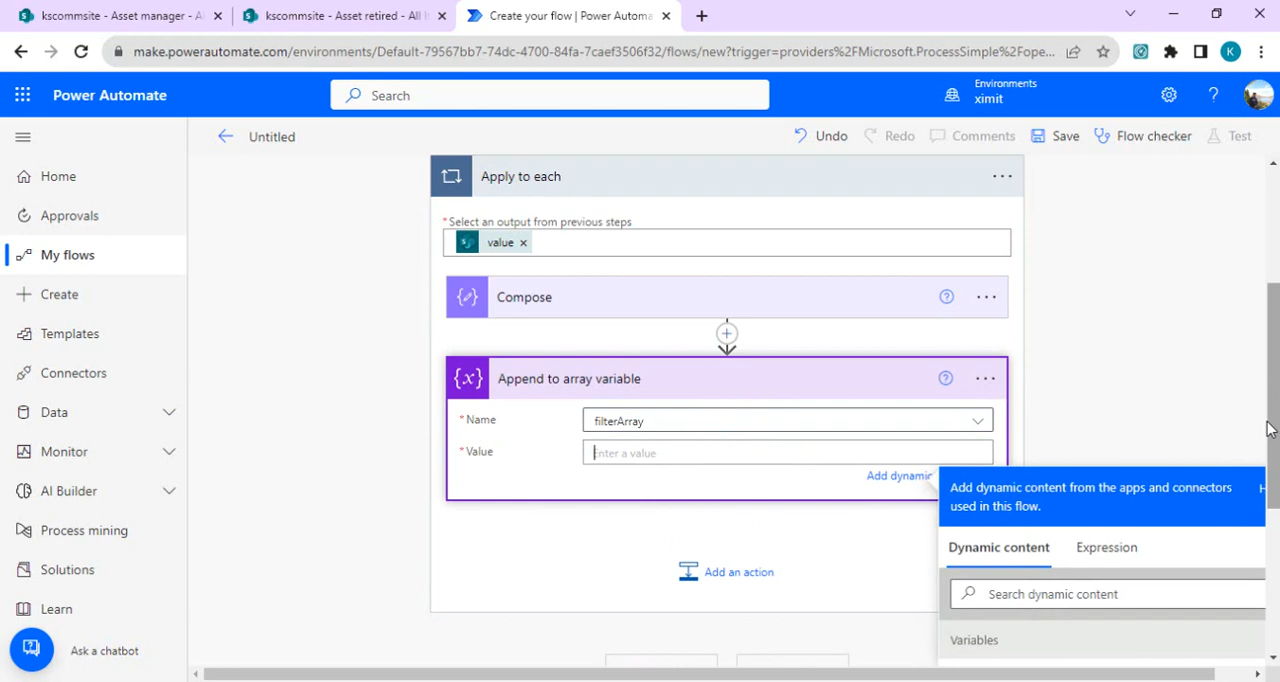 kscommsite - Asset manager - Al
kscommsite - Asset retired - All I
Create your flow | Power Automa
make.powerautomate.com/environments/Default-79567bb7-74dc-4700-84fa-7caef3506f32/flows/new?trigger=providers%2FMicrosoft.ProcessSimple%2Fope...
K
Power Automate
Search
Environments
ximit
Untitled
Undo
Redo
Comments
Save
Flow checker
Test
Home
Approvals
My flows
Create
Templates
Connectors
Data
Monitor
AI Builder
Process mining
Solutions
Learn
Ask a chatbot
Apply to each
* Select an output from previous steps
value
Compose
{x} Append to array variable
* Name
filterArray
* Value
Enter a value
Add dynamic
Add dynamic content from the apps and connectors
used in this flow.
H
Dynamic content
Expression
Search dynamic content
Variables
Add an action